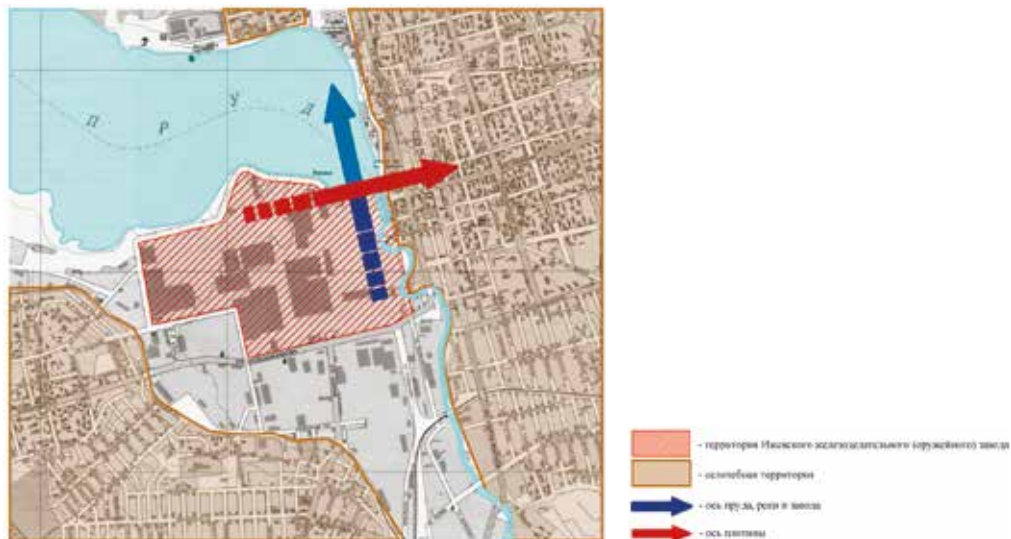 П Р У Д
- территория Ижевского железоделательного (оружейного) завода
- селитебная территория
- ось пруда, реки и завода
- ось плотины